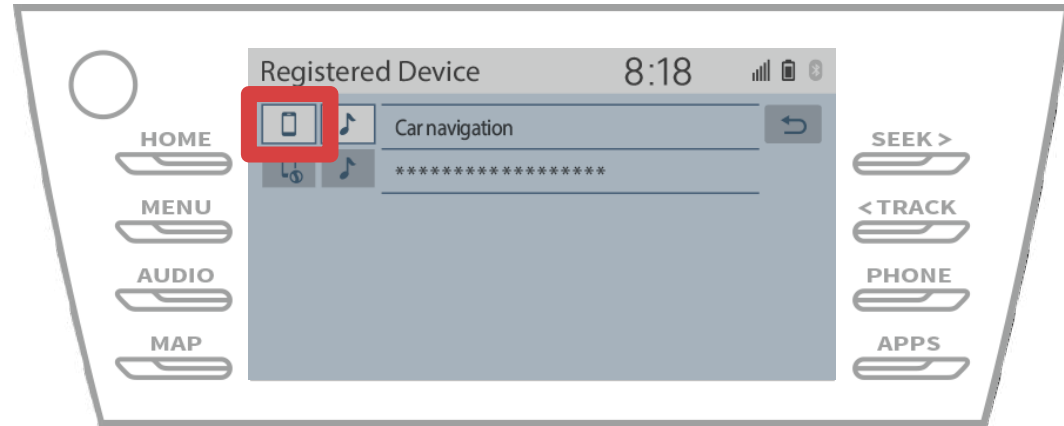 Registered Device 8:18
HOME
Car navigation
SEEK >
******************
MENU
< TRACK
AUDIO
PHONE
MAP
APPS